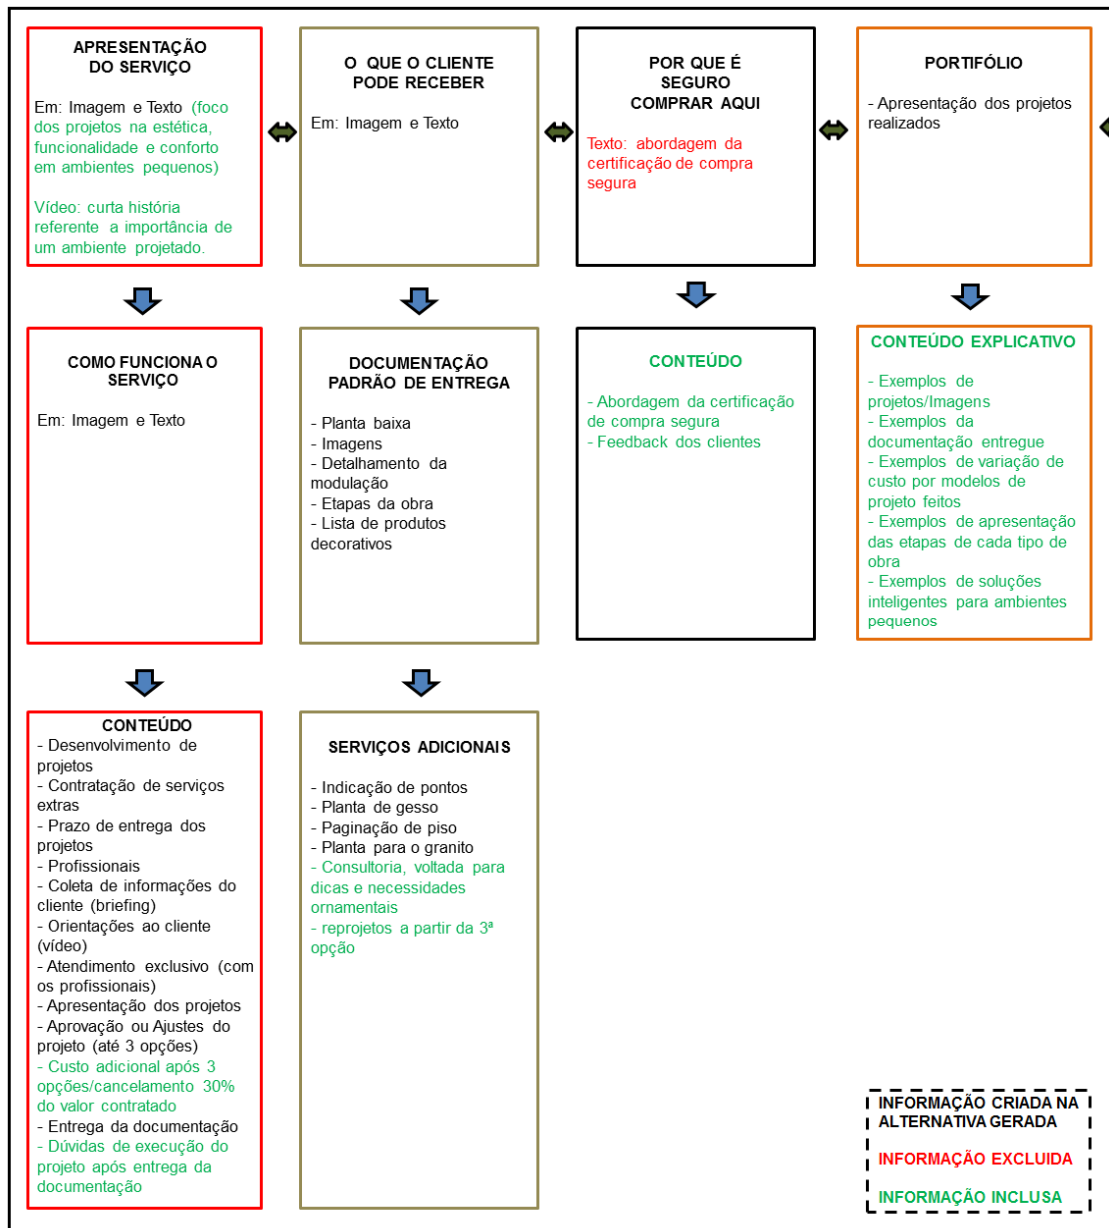 APRESENTAÇÃO
DO SERVIÇO
Em: Imagem e Texto (foco
dos projetos na estética,
funcionalidade e conforto
em ambientes pequenos)
Vídeo: curta história
referente a importância de
um ambiente projetado.
O QUE O CLIENTE
PODE RECEBER
Em: Imagem e Texto
POR QUE É
SEGURO
COMPRAR AQUI
Texto: abordagem da
certificação de compra
segura
PORTIFÓLIO
- Apresentação dos projetos
realizados
COMO FUNCIONA O
SERVIÇO
Em: Imagem e Texto
DOCUMENTAÇÃO
PADRÃO DE ENTREGA
- Planta baixa
- Imagens
- Detalhamento da
modulação
- Etapas da obra
- Lista de produtos
decorativos
CONTEÚDO
- Abordagem da certificação
de compra segura
- Feedback dos clientes
CONTEÚDO EXPLICATIVO
- Exemplos de
projetos/Imagens
- Exemplos da
documentação entregue
- Exemplos de variação de
custo por modelos de
projeto feitos
- Exemplos de apresentação
das etapas de cada tipo de
obra
- Exemplos de soluções
inteligentes para ambientes
pequenos
CONTEÚDO
- Desenvolvimento de
projetos
- Contratação de serviços
extras
- Prazo de entrega dos
projetos
- Profissionais
- Coleta de informações do
cliente (briefing)
- Orientações ao cliente
(vídeo)
- Atendimento exclusivo (com
os profissionais)
- Apresentação dos projetos
- Aprovação ou Ajustes do
projeto (até 3 opções)
- Custo adicional após 3
opções/cancelamento 30%
do valor contratado
- Entrega da documentação
- Dúvidas de execução do
projeto após entrega da
documentação
SERVIÇOS ADICIONAIS
- Indicação de pontos
- Planta de gesso
- Paginação de piso
- Planta para o granito
- Consultoria, voltada para
dicas e necessidades
ornamentais
- reprojetos a partir da 3ª
opção
INFORMAÇÃO CRIADA NA
ALTERNATIVA GERADA
INFORMAÇÃO EXCLUIDA
INFORMAÇÃO INCLUSA